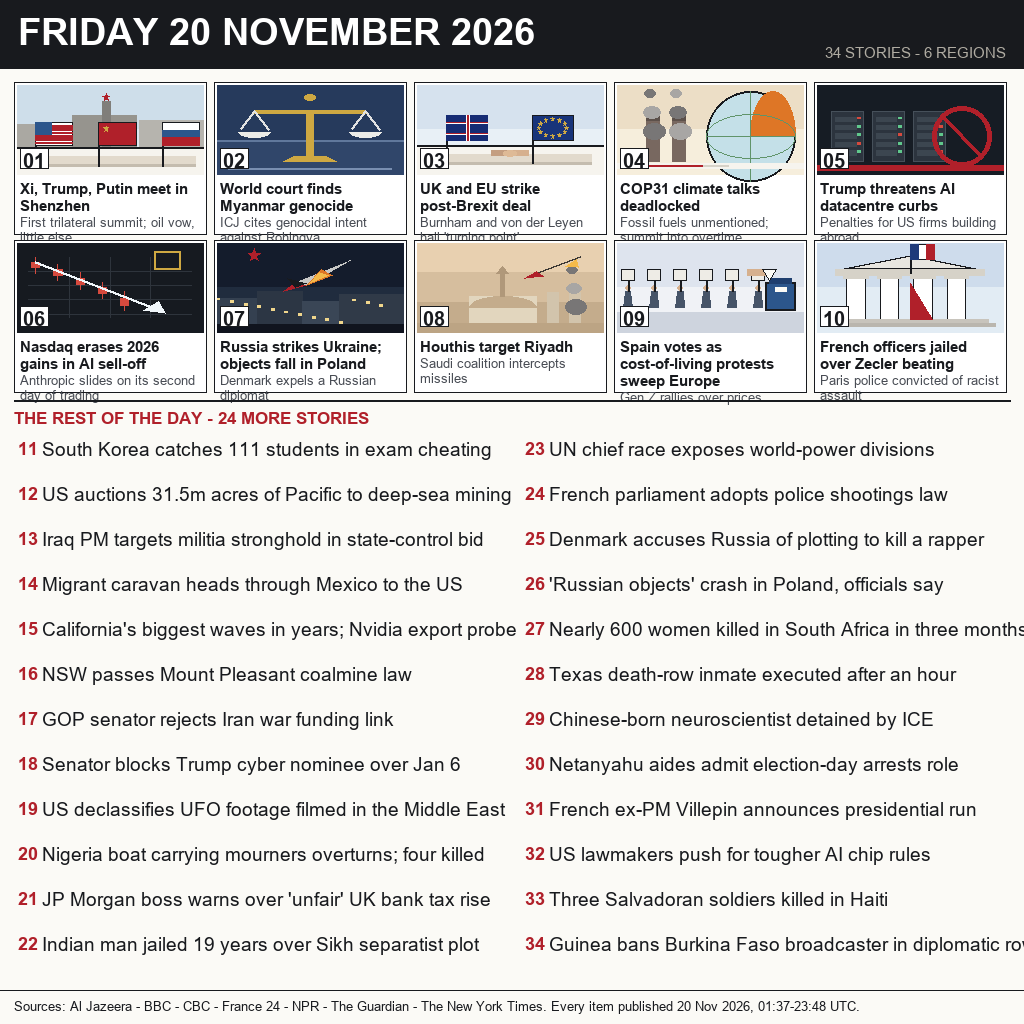 FRIDAY 20 NOVEMBER 2026
34 STORIES - 6 REGIONS
01
Xi, Trump, Putin meet in
Shenzhen
First trilateral summit; oil vow,
little else
02
World court finds
Myanmar genocide
ICJ cites genocidal intent
against Rohingya
03
UK and EU strike
post-Brexit deal
Burnham and von der Leyen
hail 'turning point'
04
COP31 climate talks
deadlocked
Fossil fuels unmentioned;
summit into overtime
05
Trump threatens AI
datacentre curbs
Penalties for US firms building
abroad
06
Nasdaq erases 2026
gains in AI sell-off
Anthropic slides on its second
day of trading
07
Russia strikes Ukraine;
objects fall in Poland
Denmark expels a Russian
diplomat
08
Houthis target Riyadh
Saudi coalition intercepts
missiles
09
Spain votes as
cost-of-living protests
sweep Europe
Gen Z rallies over prices
10
French officers jailed
over Zecler beating
Paris police convicted of racist
assault
THE REST OF THE DAY - 24 MORE STORIES
11 South Korea catches 111 students in exam cheating
12 US auctions 31.5m acres of Pacific to deep-sea mining
13 Iraq PM targets militia stronghold in state-control bid
14 Migrant caravan heads through Mexico to the US
15 California's biggest waves in years; Nvidia export probe
16 NSW passes Mount Pleasant coalmine law
17 GOP senator rejects Iran war funding link
18 Senator blocks Trump cyber nominee over Jan 6
19 US declassifies UFO footage filmed in the Middle East
20 Nigeria boat carrying mourners overturns; four killed
21 JP Morgan boss warns over 'unfair' UK bank tax rise
22 Indian man jailed 19 years over Sikh separatist plot
23 UN chief race exposes world-power divisions
24 French parliament adopts police shootings law
25 Denmark accuses Russia of plotting to kill a rapper
26 'Russian objects' crash in Poland, officials say
27 Nearly 600 women killed in South Africa in three months
28 Texas death-row inmate executed after an hour
29 Chinese-born neuroscientist detained by ICE
30 Netanyahu aides admit election-day arrests role
31 French ex-PM Villepin announces presidential run
32 US lawmakers push for tougher AI chip rules
33 Three Salvadoran soldiers killed in Haiti
34 Guinea bans Burkina Faso broadcaster in diplomatic row
Sources: Al Jazeera - BBC - CBC - France 24 - NPR - The Guardian - The New York Times. Every item published 20 Nov 2026, 01:37-23:48 UTC.